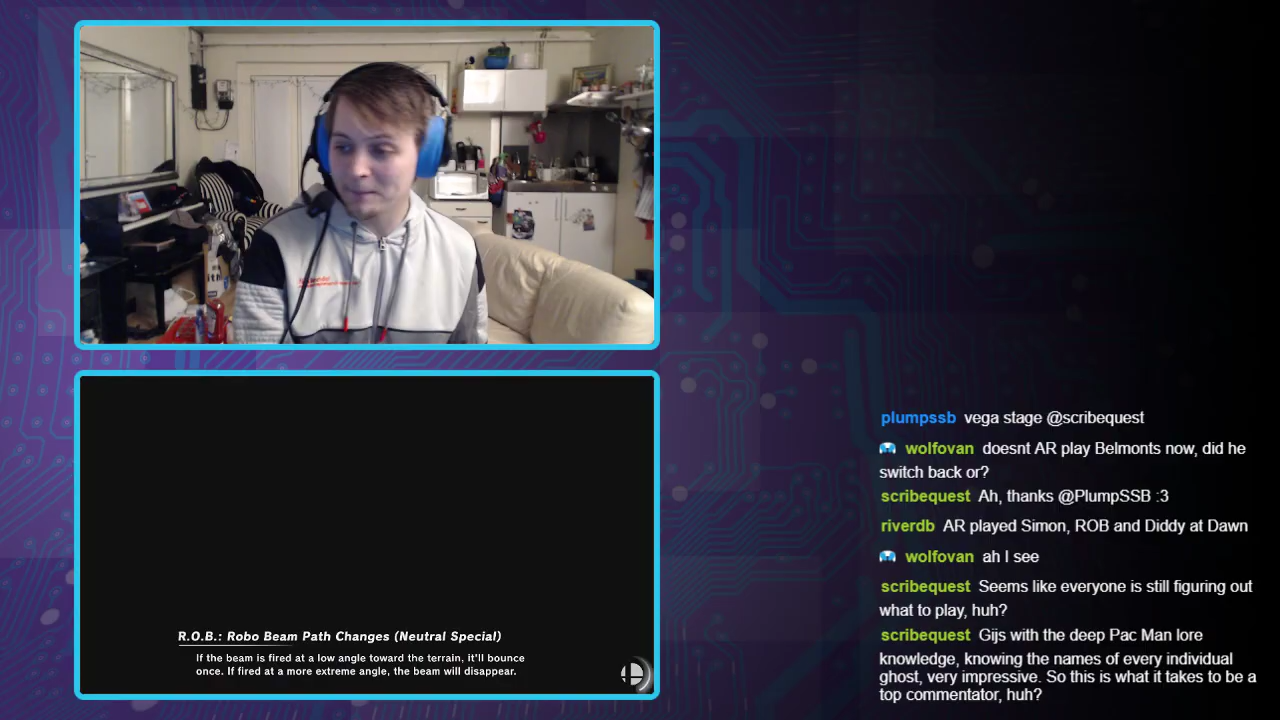 R.O.B.: Robo Beam Path Changes (Neutral Special)
If the beam is fired at a low angle toward the terrain, it'll bounce
once. If fired at a more extreme angle, the beam will disappear.
plumpssb vega stage @scribequest
wolfovan doesnt AR play Belmonts now, did he
switch back or?
scribequest Ah, thanks @PlumpSSB :3
riverdb AR played Simon, ROB and Diddy at Dawn
wolfovan ah I see
scribequest Seems like everyone is still figuring out
what to play, huh?
scribequest Gijs with the deep Pac Man lore
knowledge, knowing the names of every individual
ghost, very impressive. So this is what it takes to be a
top commentator, huh?